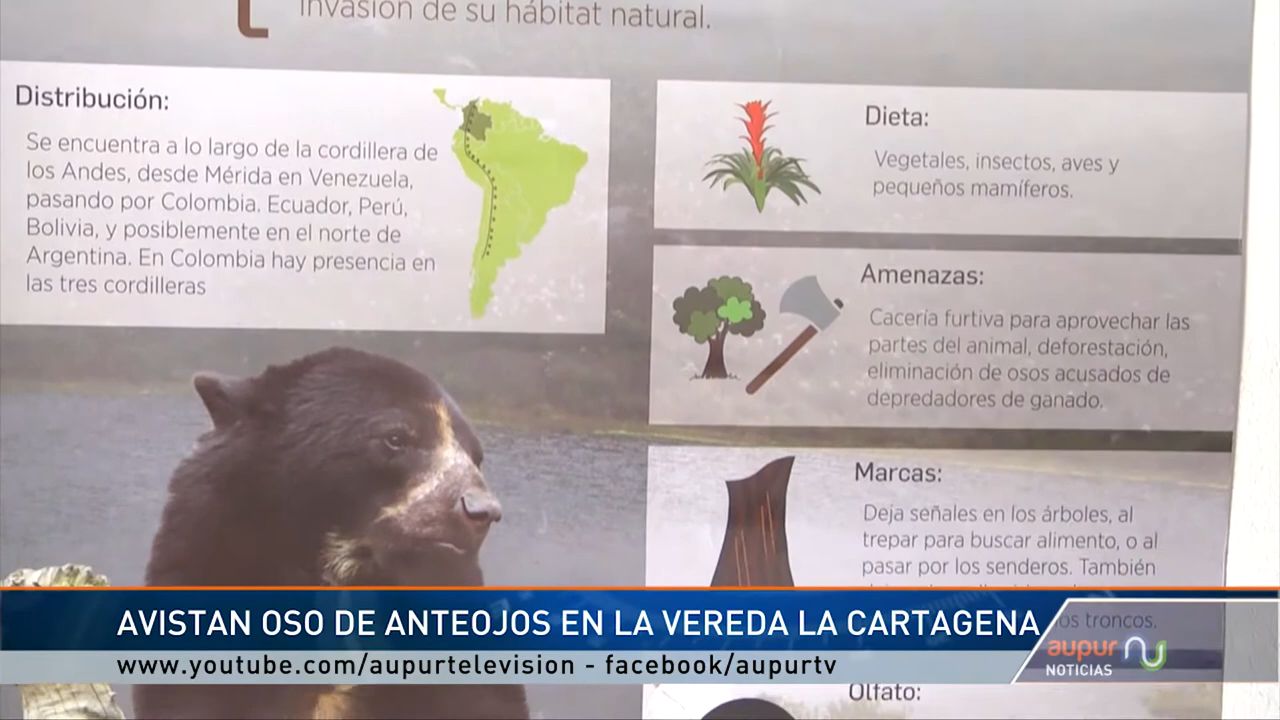 invasión de su hábitat natural.
Distribución:
Se encuentra a lo largo de la cordillera de
los Andes, desde Mérida en Venezuela,
pasando por Colombia. Ecuador, Perú,
Bolivia, y posiblemente en el norte de
Argentina. En Colombia hay presencia en
las tres cordilleras
Dieta:
Vegetales, insectos, aves y
pequeños mamíferos.
Amenazas:
Cacería furtiva para aprovechar las
partes del animal, deforestación,
eliminación de osos acusados de
depredadores de ganado.
Marcas:
Deja señales en los árboles, al
trepar para buscar alimento, o al
pasar por los senderos. También
los troncos.
Olfato:
AVISTAN OSO DE ANTEOJOS EN LA VEREDA LA CARTAGENA
www.youtube.com/aupurtelevision - facebook/aupurtv
aupur
NOTICIAS